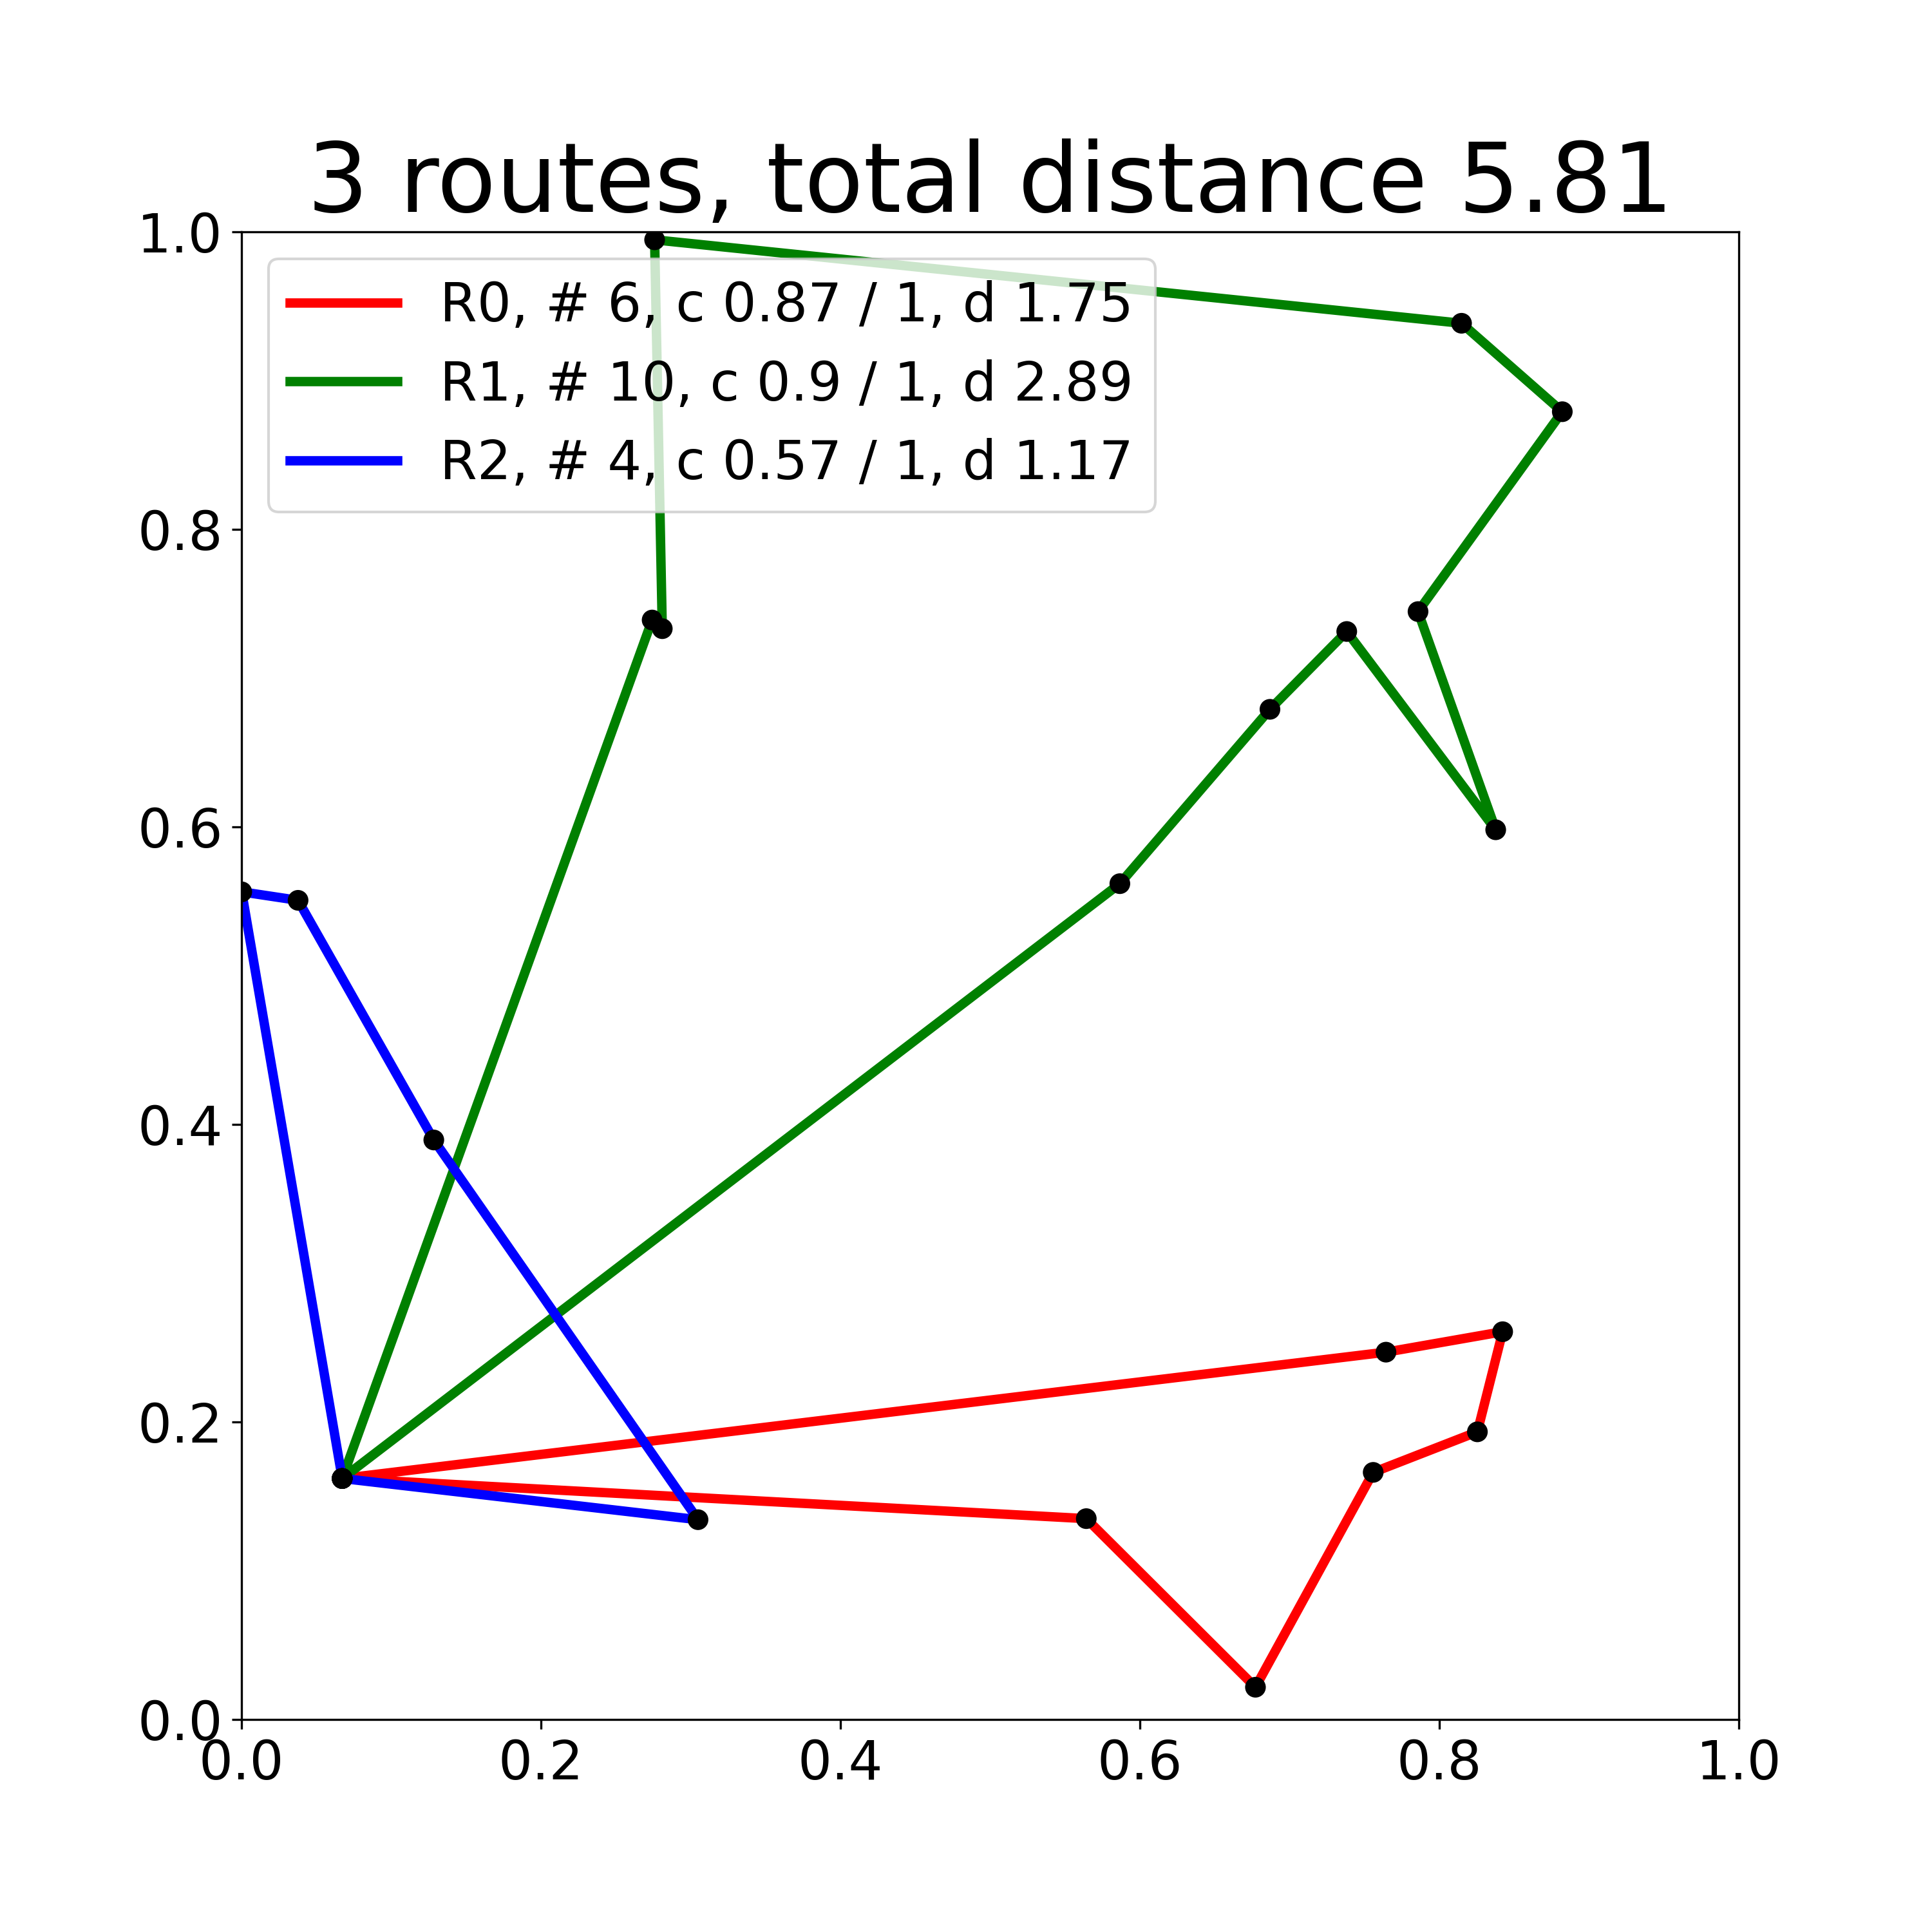 3 routes, total distance 5.81
1.0
R0, # 6, c 0.87 / 1, d 1.75
R1, # 10, c 0.9 / 1, d 2.89
R2, # 4, c 0.57 / 1, d 1.17
0.8
0.6
0.4
0.2
0.0
0.0 0.2 0.4 0.6 0.8 1.0